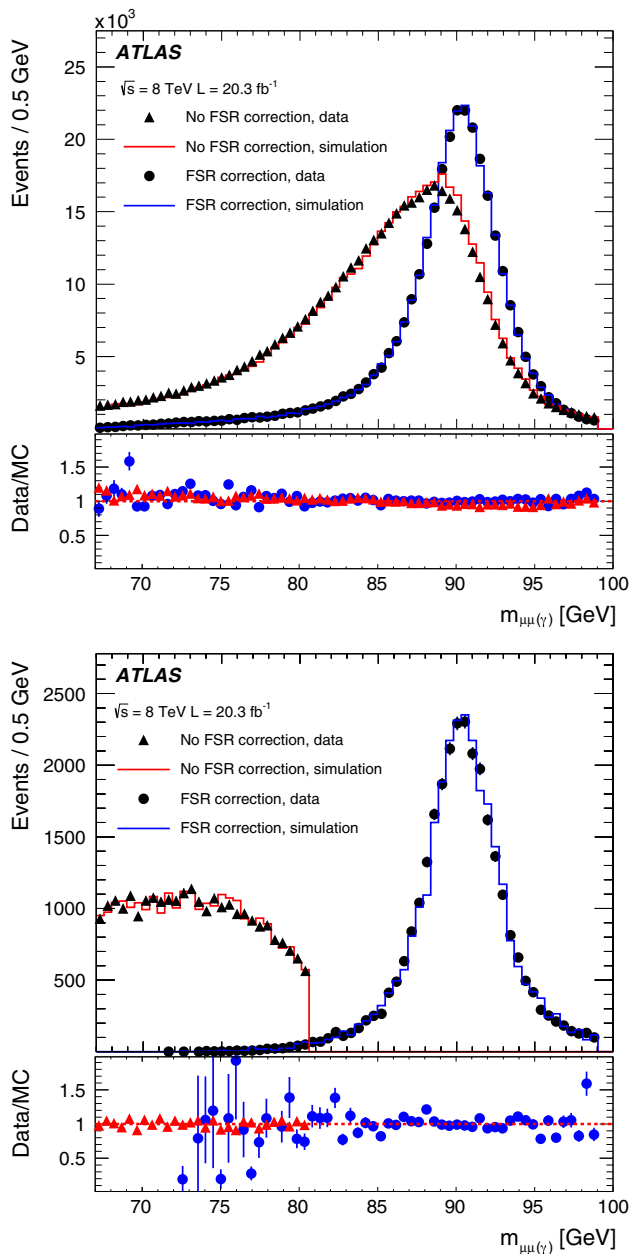 ×10³
ATLAS
√s = 8 TeV L = 20.3 fb⁻¹
No FSR correction, data
No FSR correction, simulation
FSR correction, data
FSR correction, simulation
Events / 0.5 GeV
25
20
15
10
5
Data/MC
1.5
1
0.5
70 75 80 85 90 95 100
mμμ(γ) [GeV]
ATLAS
√s = 8 TeV L = 20.3 fb⁻¹
No FSR correction, data
No FSR correction, simulation
FSR correction, data
FSR correction, simulation
Events / 0.5 GeV
2500
2000
1500
1000
500
Data/MC
1.5
1
0.5
70 75 80 85 90 95 100
mμμ(γ) [GeV]